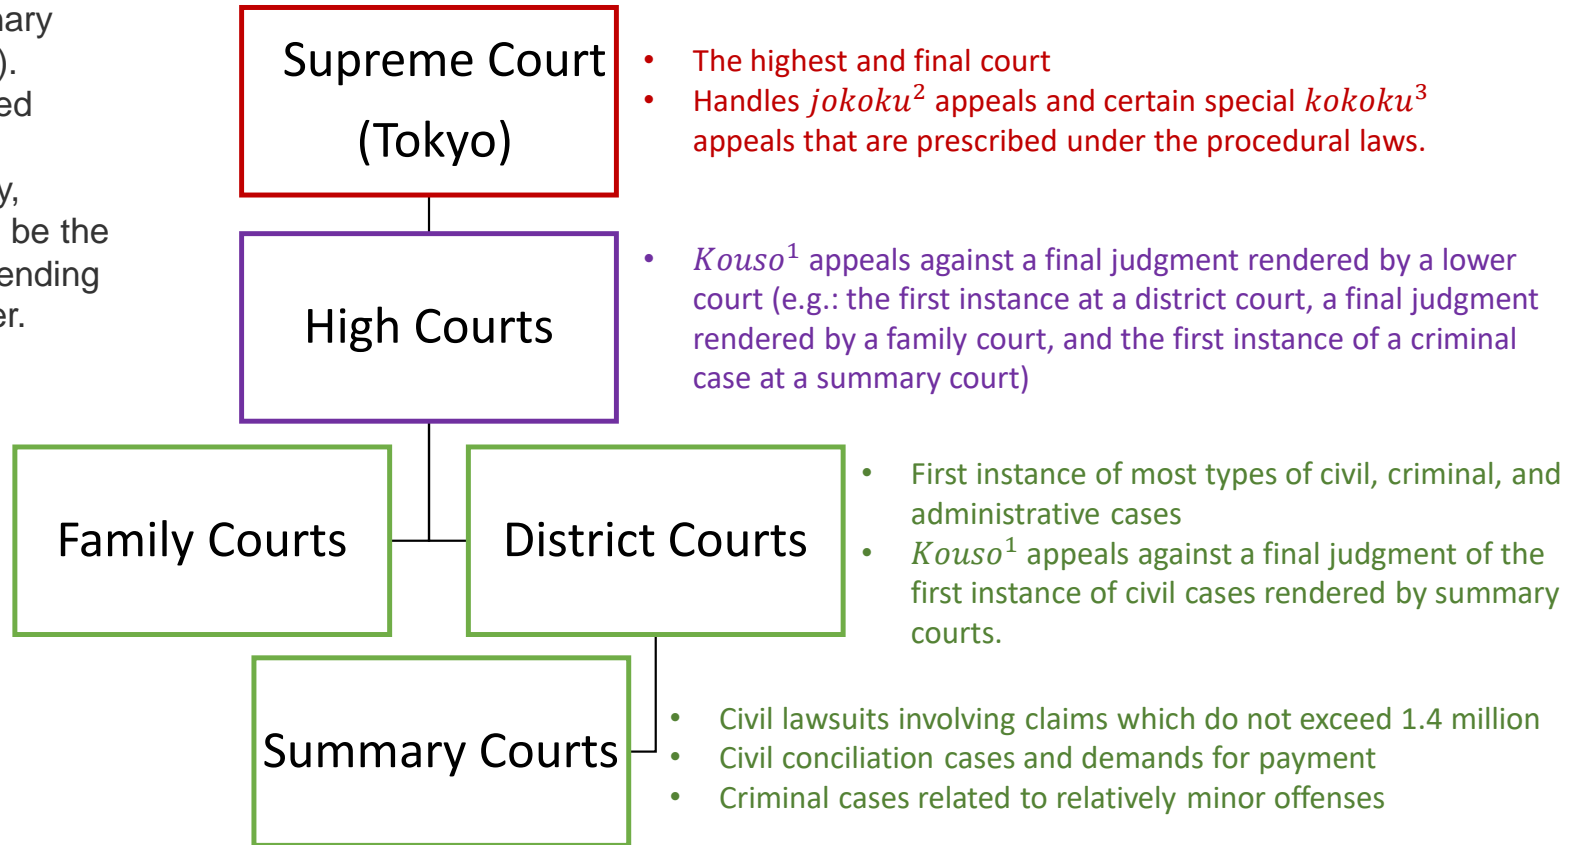 nary
).
ed
y,
be the
ending
er.
Supreme Court
(Tokyo)
• The highest and final court
• Handles jokoku² appeals and certain special kokoku³
appeals that are prescribed under the procedural laws.
High Courts
• Kouso¹ appeals against a final judgment rendered by a lower
court (e.g.: the first instance at a district court, a final judgment
rendered by a family court, and the first instance of a criminal
case at a summary court)
Family Courts
District Courts
• First instance of most types of civil, criminal, and
administrative cases
• Kouso¹ appeals against a final judgment of the
first instance of civil cases rendered by summary
courts.
Summary Courts
• Civil lawsuits involving claims which do not exceed 1.4 million
• Civil conciliation cases and demands for payment
• Criminal cases related to relatively minor offenses